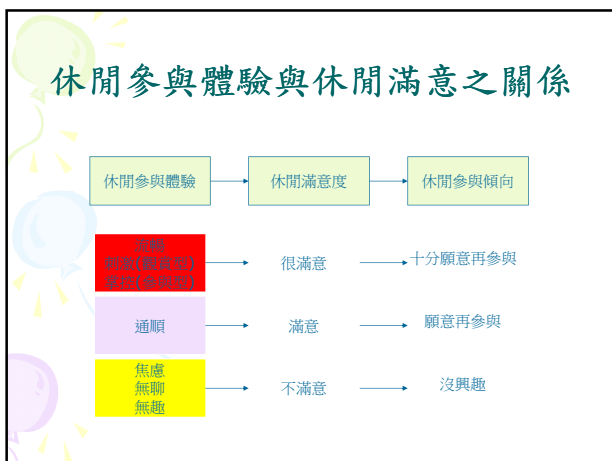 休閒參與體驗與休閒滿意之關係
休閒參與體驗 休閒滿意度 休閒參與傾向
很滿意 十分願意再參與
通順 滿意 願意再參與
焦慮
無聊 不滿意 沒興趣
無趣